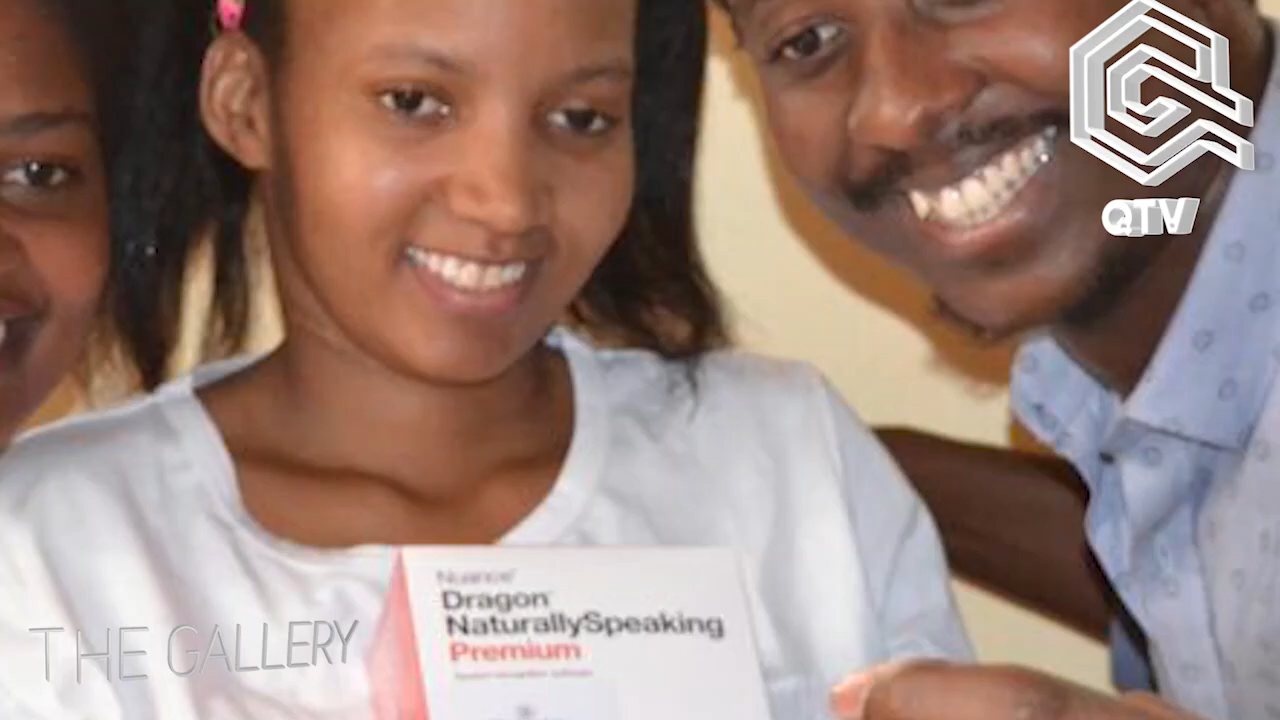 QTV
Nuance
Dragon
NaturallySpeaking
Premium
THE GALLERY